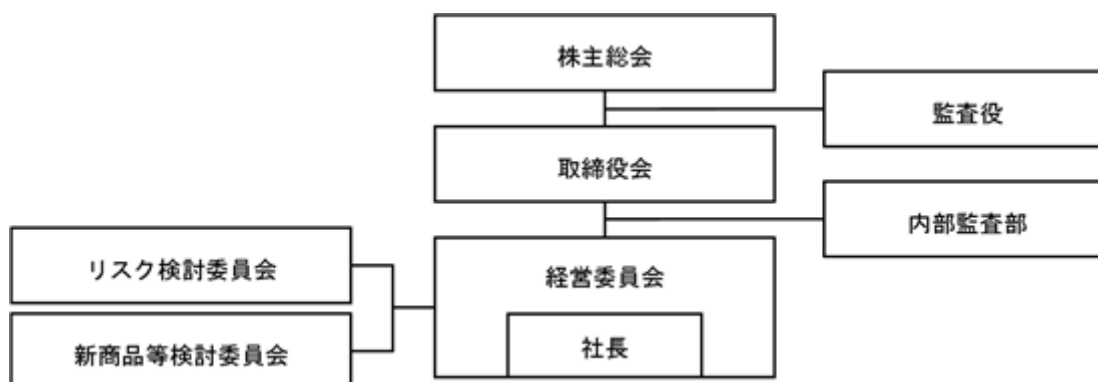 株主総会
監査役
取締役会
内部監査部
リスク検討委員会
経営委員会
新商品等検討委員会
社長